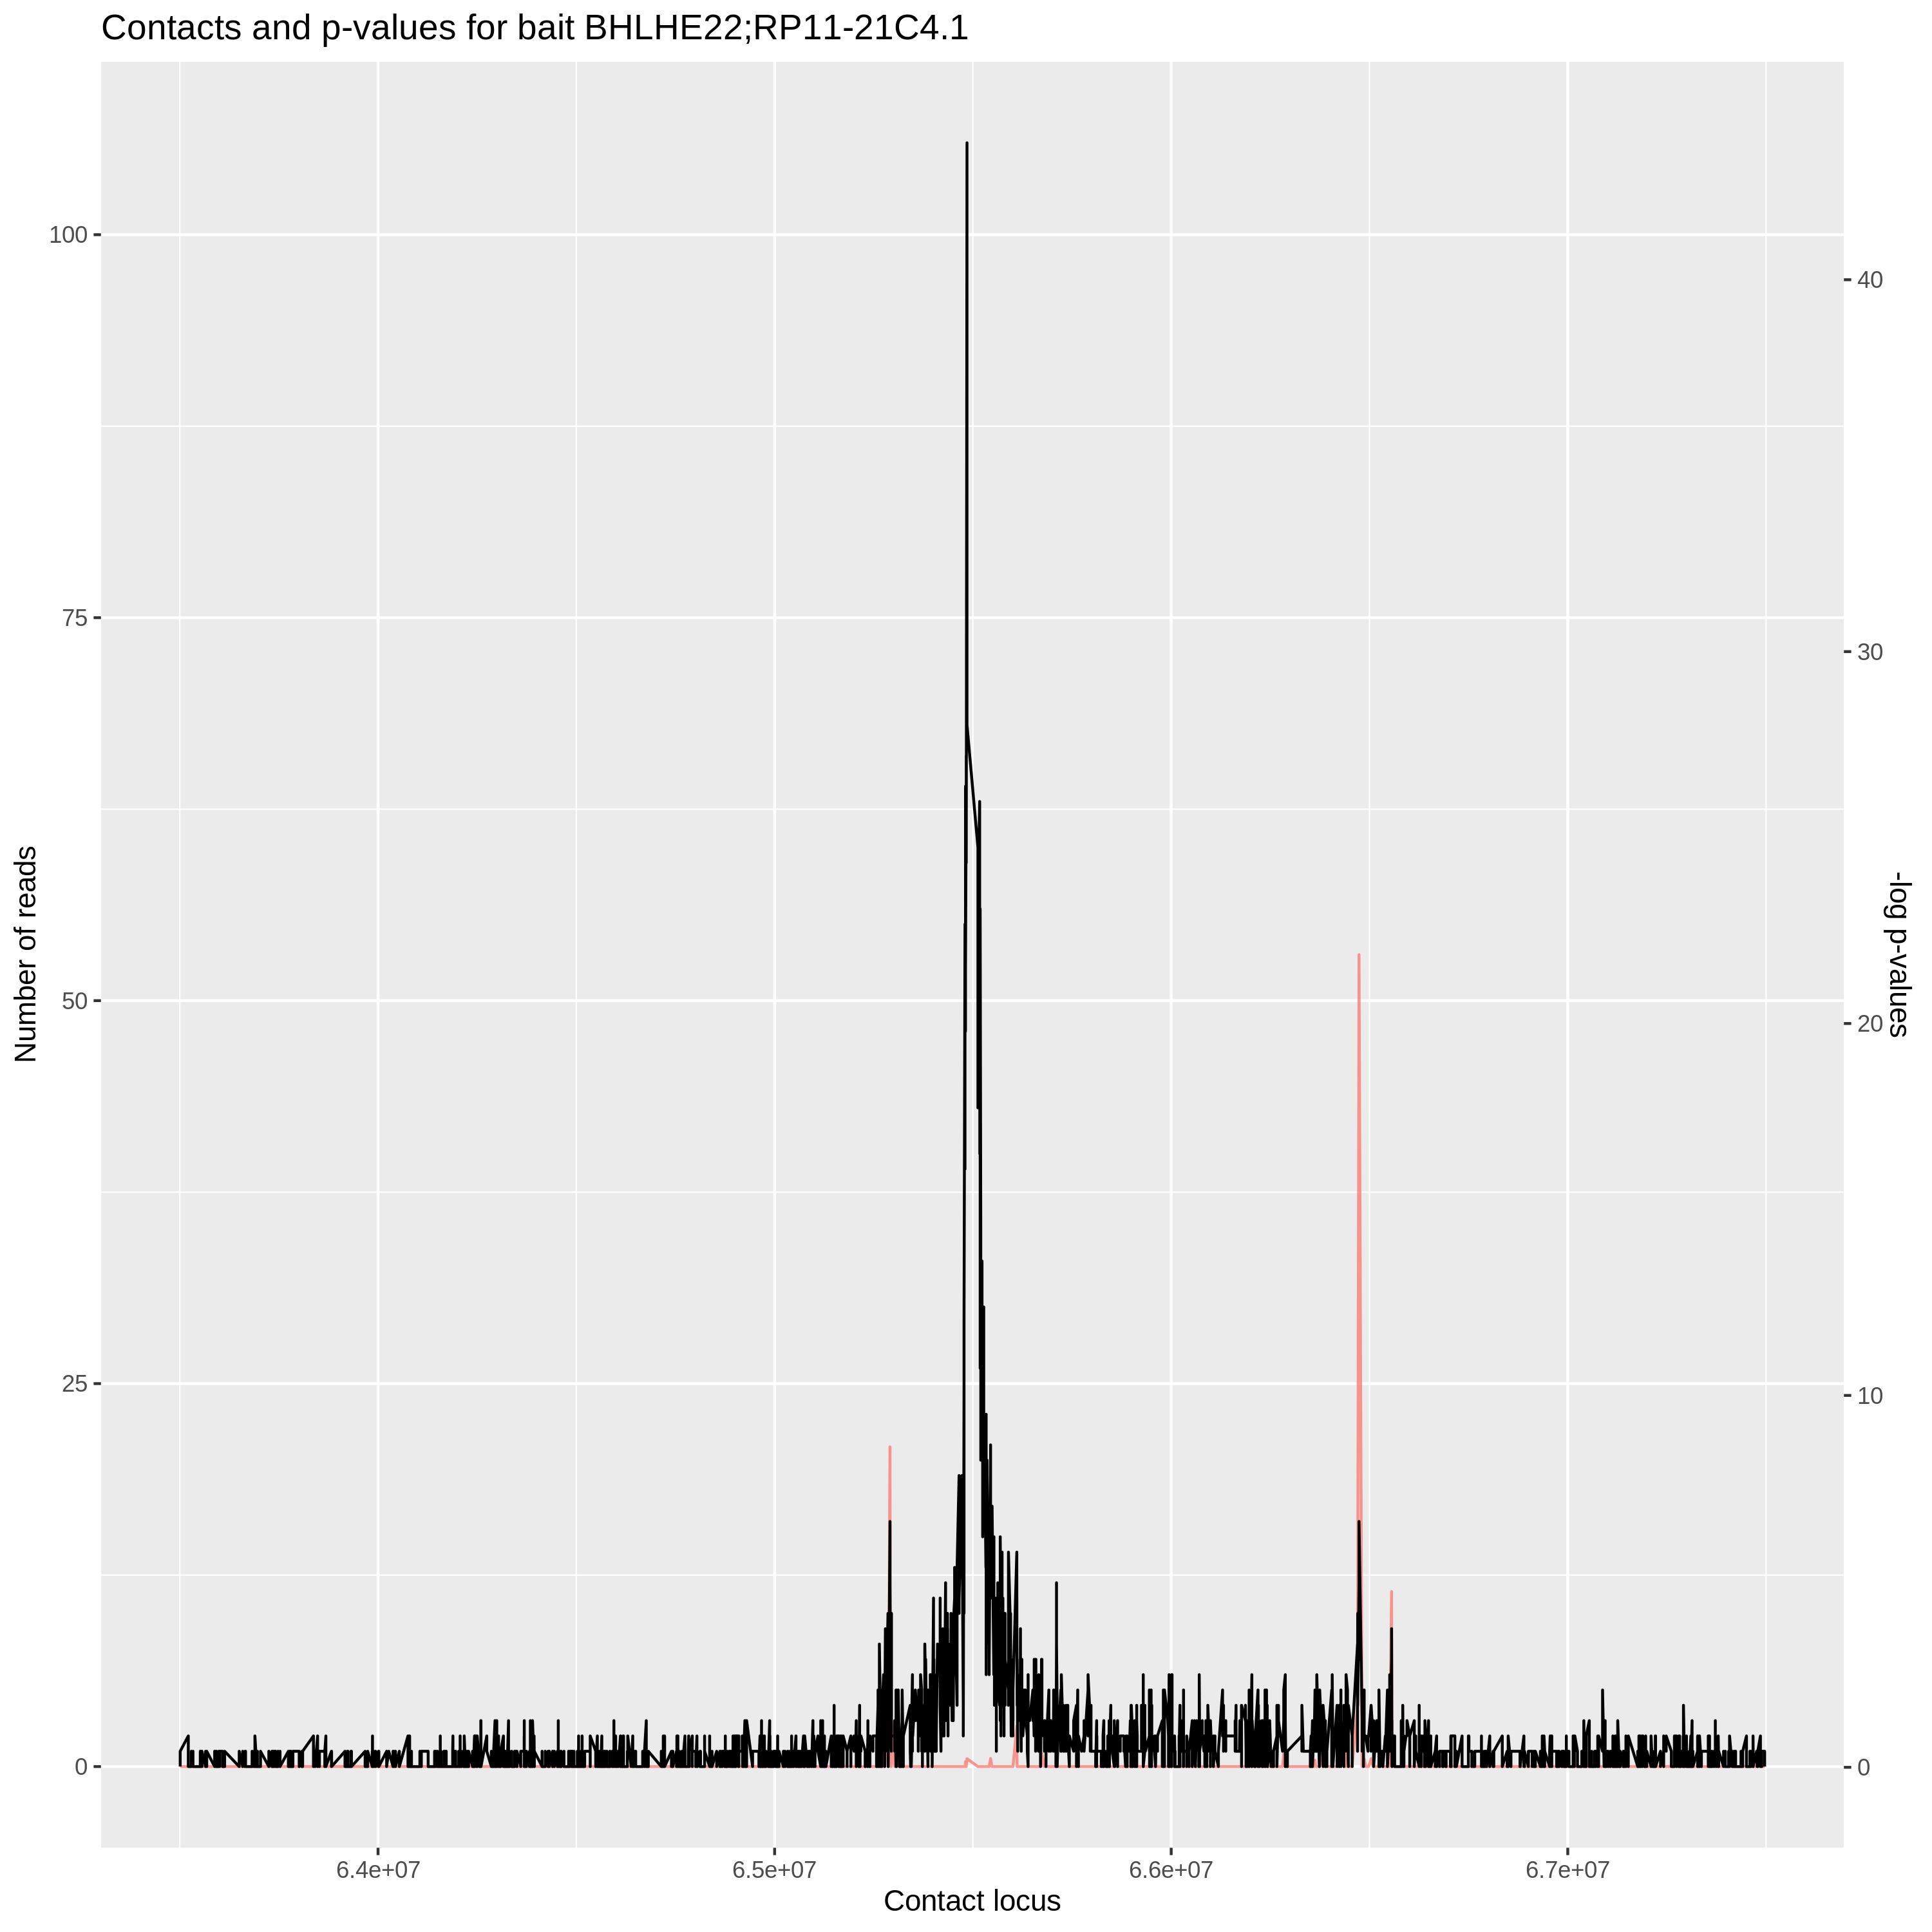 Contacts and p-values for bait BHLHE22;RP11-21C4.1
100
75
50
25
0
Number of reads
40
30
20
10
0
-log p-values
6.4e+07
6.5e+07
6.6e+07
6.7e+07
Contact locus